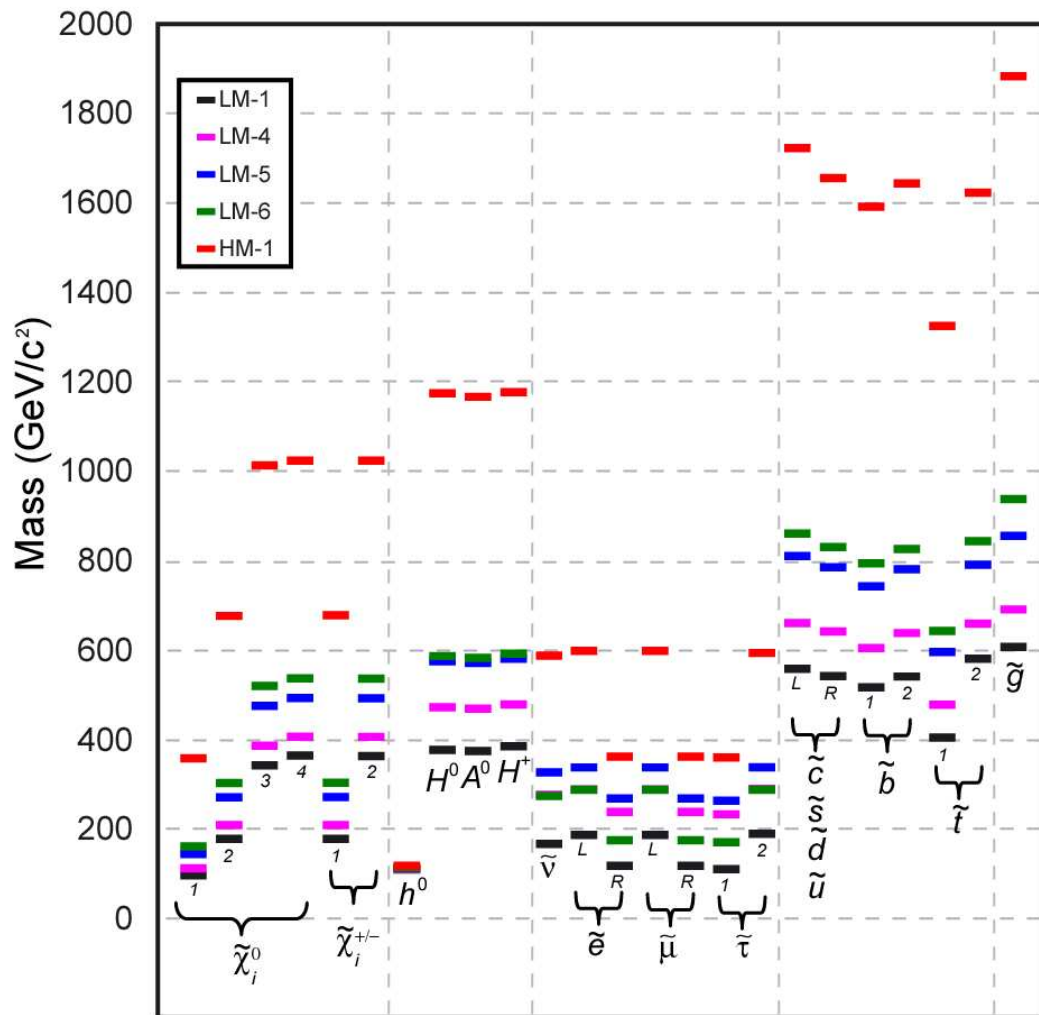 2000
1800
1600
1400
1200
1000
800
600
400
200
0
Mass (GeV/c²)
LM-1
LM-4
LM-5
LM-6
HM-1
1
2
3
4
χ̃ᵢ⁰
1
2
χ̃ᵢ⁺/⁻
h⁰
H⁰ A⁰ H⁺
ν̃
L
R
ẽ
L
R
μ̃
1
2
τ̃
L
R
c̃
s̃
d̃
ũ
1
2
b̃
1
2
t̃
g̃